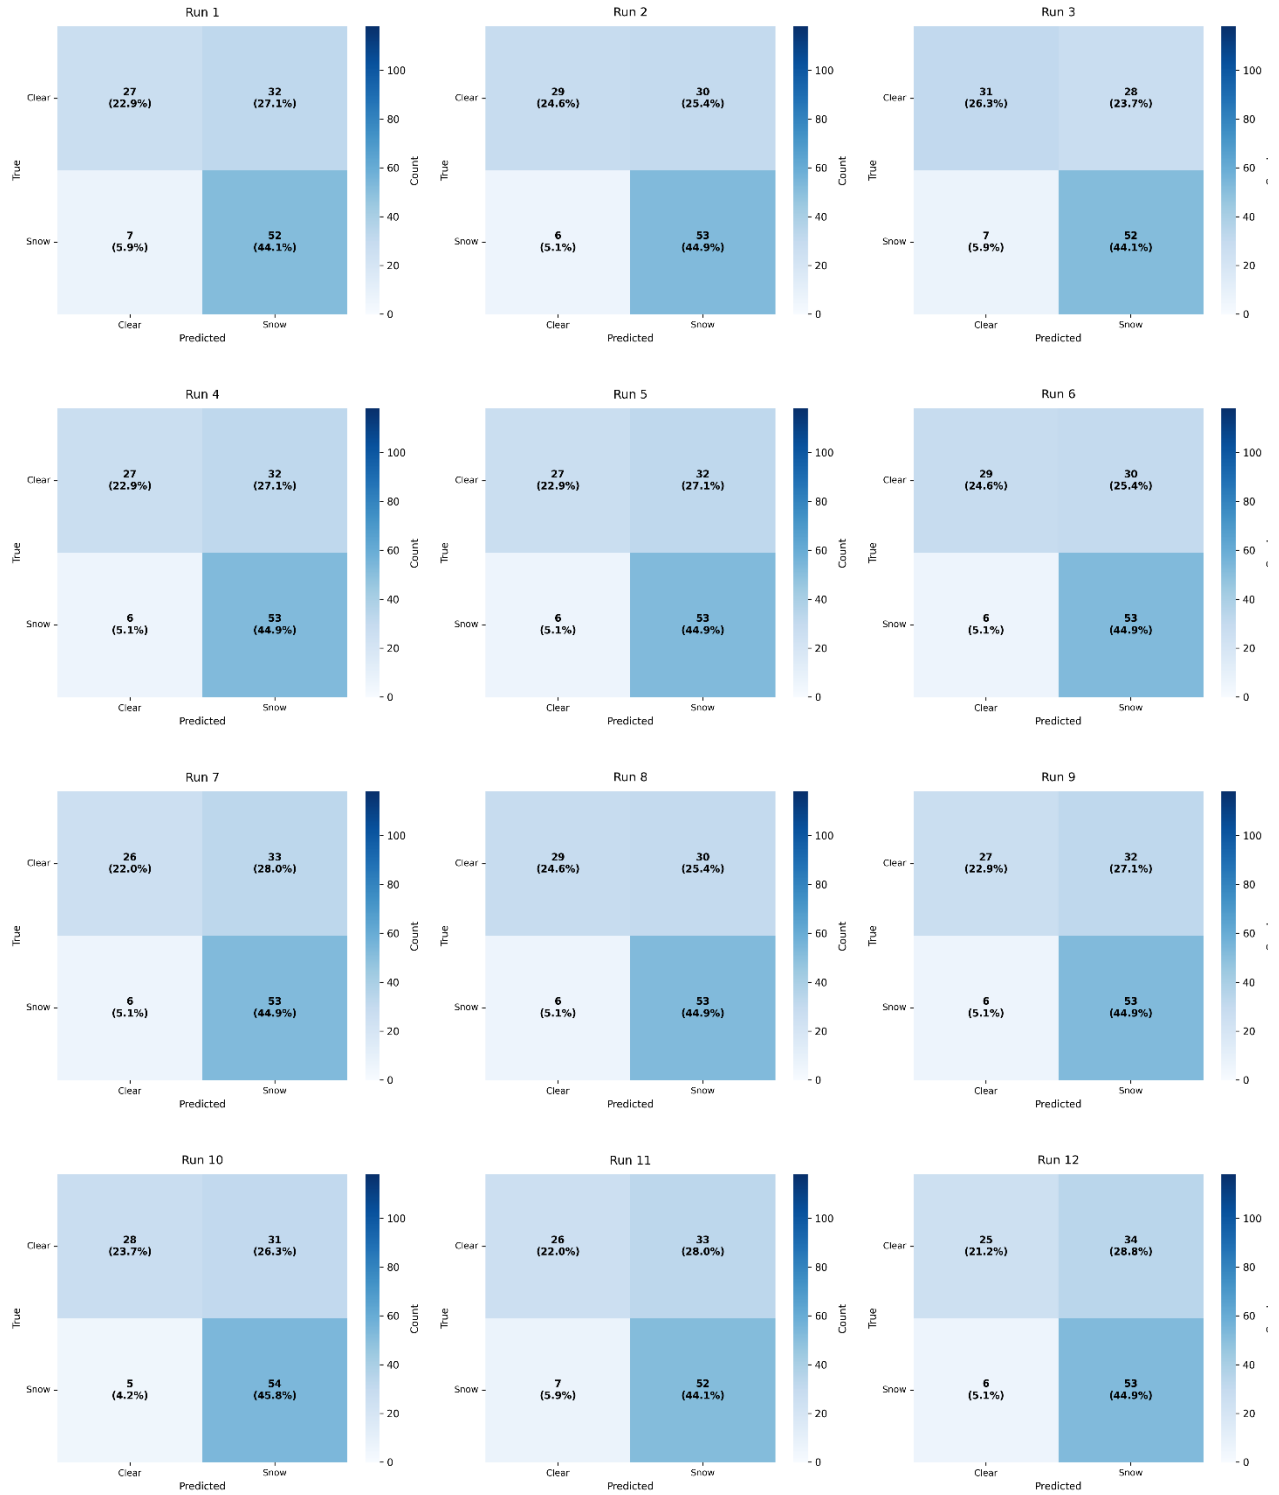 Run 1
27
(22.9%)
32
(27.1%)
7
(5.9%)
52
(44.1%)
Clear
Snow
True
Clear
Snow
Predicted
100
80
60
40
20
0
Count
Run 2
29
(24.6%)
30
(25.4%)
6
(5.1%)
53
(44.9%)
Clear
Snow
True
Clear
Snow
Predicted
100
80
60
40
20
0
Count
Run 3
31
(26.3%)
28
(23.7%)
7
(5.9%)
52
(44.1%)
Clear
Snow
True
Clear
Snow
Predicted
100
80
60
40
20
0
Run 4
27
(22.9%)
32
(27.1%)
6
(5.1%)
53
(44.9%)
Clear
Snow
True
Clear
Snow
Predicted
100
80
60
40
20
0
Count
Run 5
27
(22.9%)
32
(27.1%)
6
(5.1%)
53
(44.9%)
Clear
Snow
True
Clear
Snow
Predicted
100
80
60
40
20
0
Count
Run 6
29
(24.6%)
30
(25.4%)
6
(5.1%)
53
(44.9%)
Clear
Snow
True
Clear
Snow
Predicted
100
80
60
40
20
0
Run 7
26
(22.0%)
33
(28.0%)
6
(5.1%)
53
(44.9%)
Clear
Snow
True
Clear
Snow
Predicted
100
80
60
40
20
0
Count
Run 8
29
(24.6%)
30
(25.4%)
6
(5.1%)
53
(44.9%)
Clear
Snow
True
Clear
Snow
Predicted
100
80
60
40
20
0
Count
Run 9
27
(22.9%)
32
(27.1%)
6
(5.1%)
53
(44.9%)
Clear
Snow
True
Clear
Snow
Predicted
100
80
60
40
20
0
Run 10
28
(23.7%)
31
(26.3%)
5
(4.2%)
54
(45.8%)
Clear
Snow
True
Clear
Snow
Predicted
100
80
60
40
20
0
Count
Run 11
26
(22.0%)
33
(28.0%)
7
(5.9%)
52
(44.1%)
Clear
Snow
True
Clear
Snow
Predicted
100
80
60
40
20
0
Count
Run 12
25
(21.2%)
34
(28.8%)
6
(5.1%)
53
(44.9%)
Clear
Snow
True
Clear
Snow
Predicted
100
80
60
40
20
0